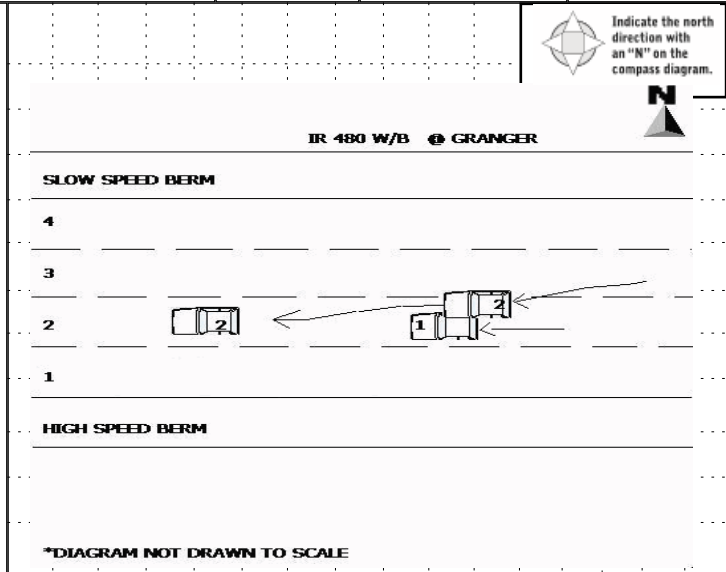 Indicate the north
direction with
an “N” on the
compass diagram.
N
IR 480 W/B @ GRANGER
SLOW SPEED BERM
4
3
2
2
1
2
1
HIGH SPEED BERM
*DIAGRAM NOT DRAWN TO SCALE